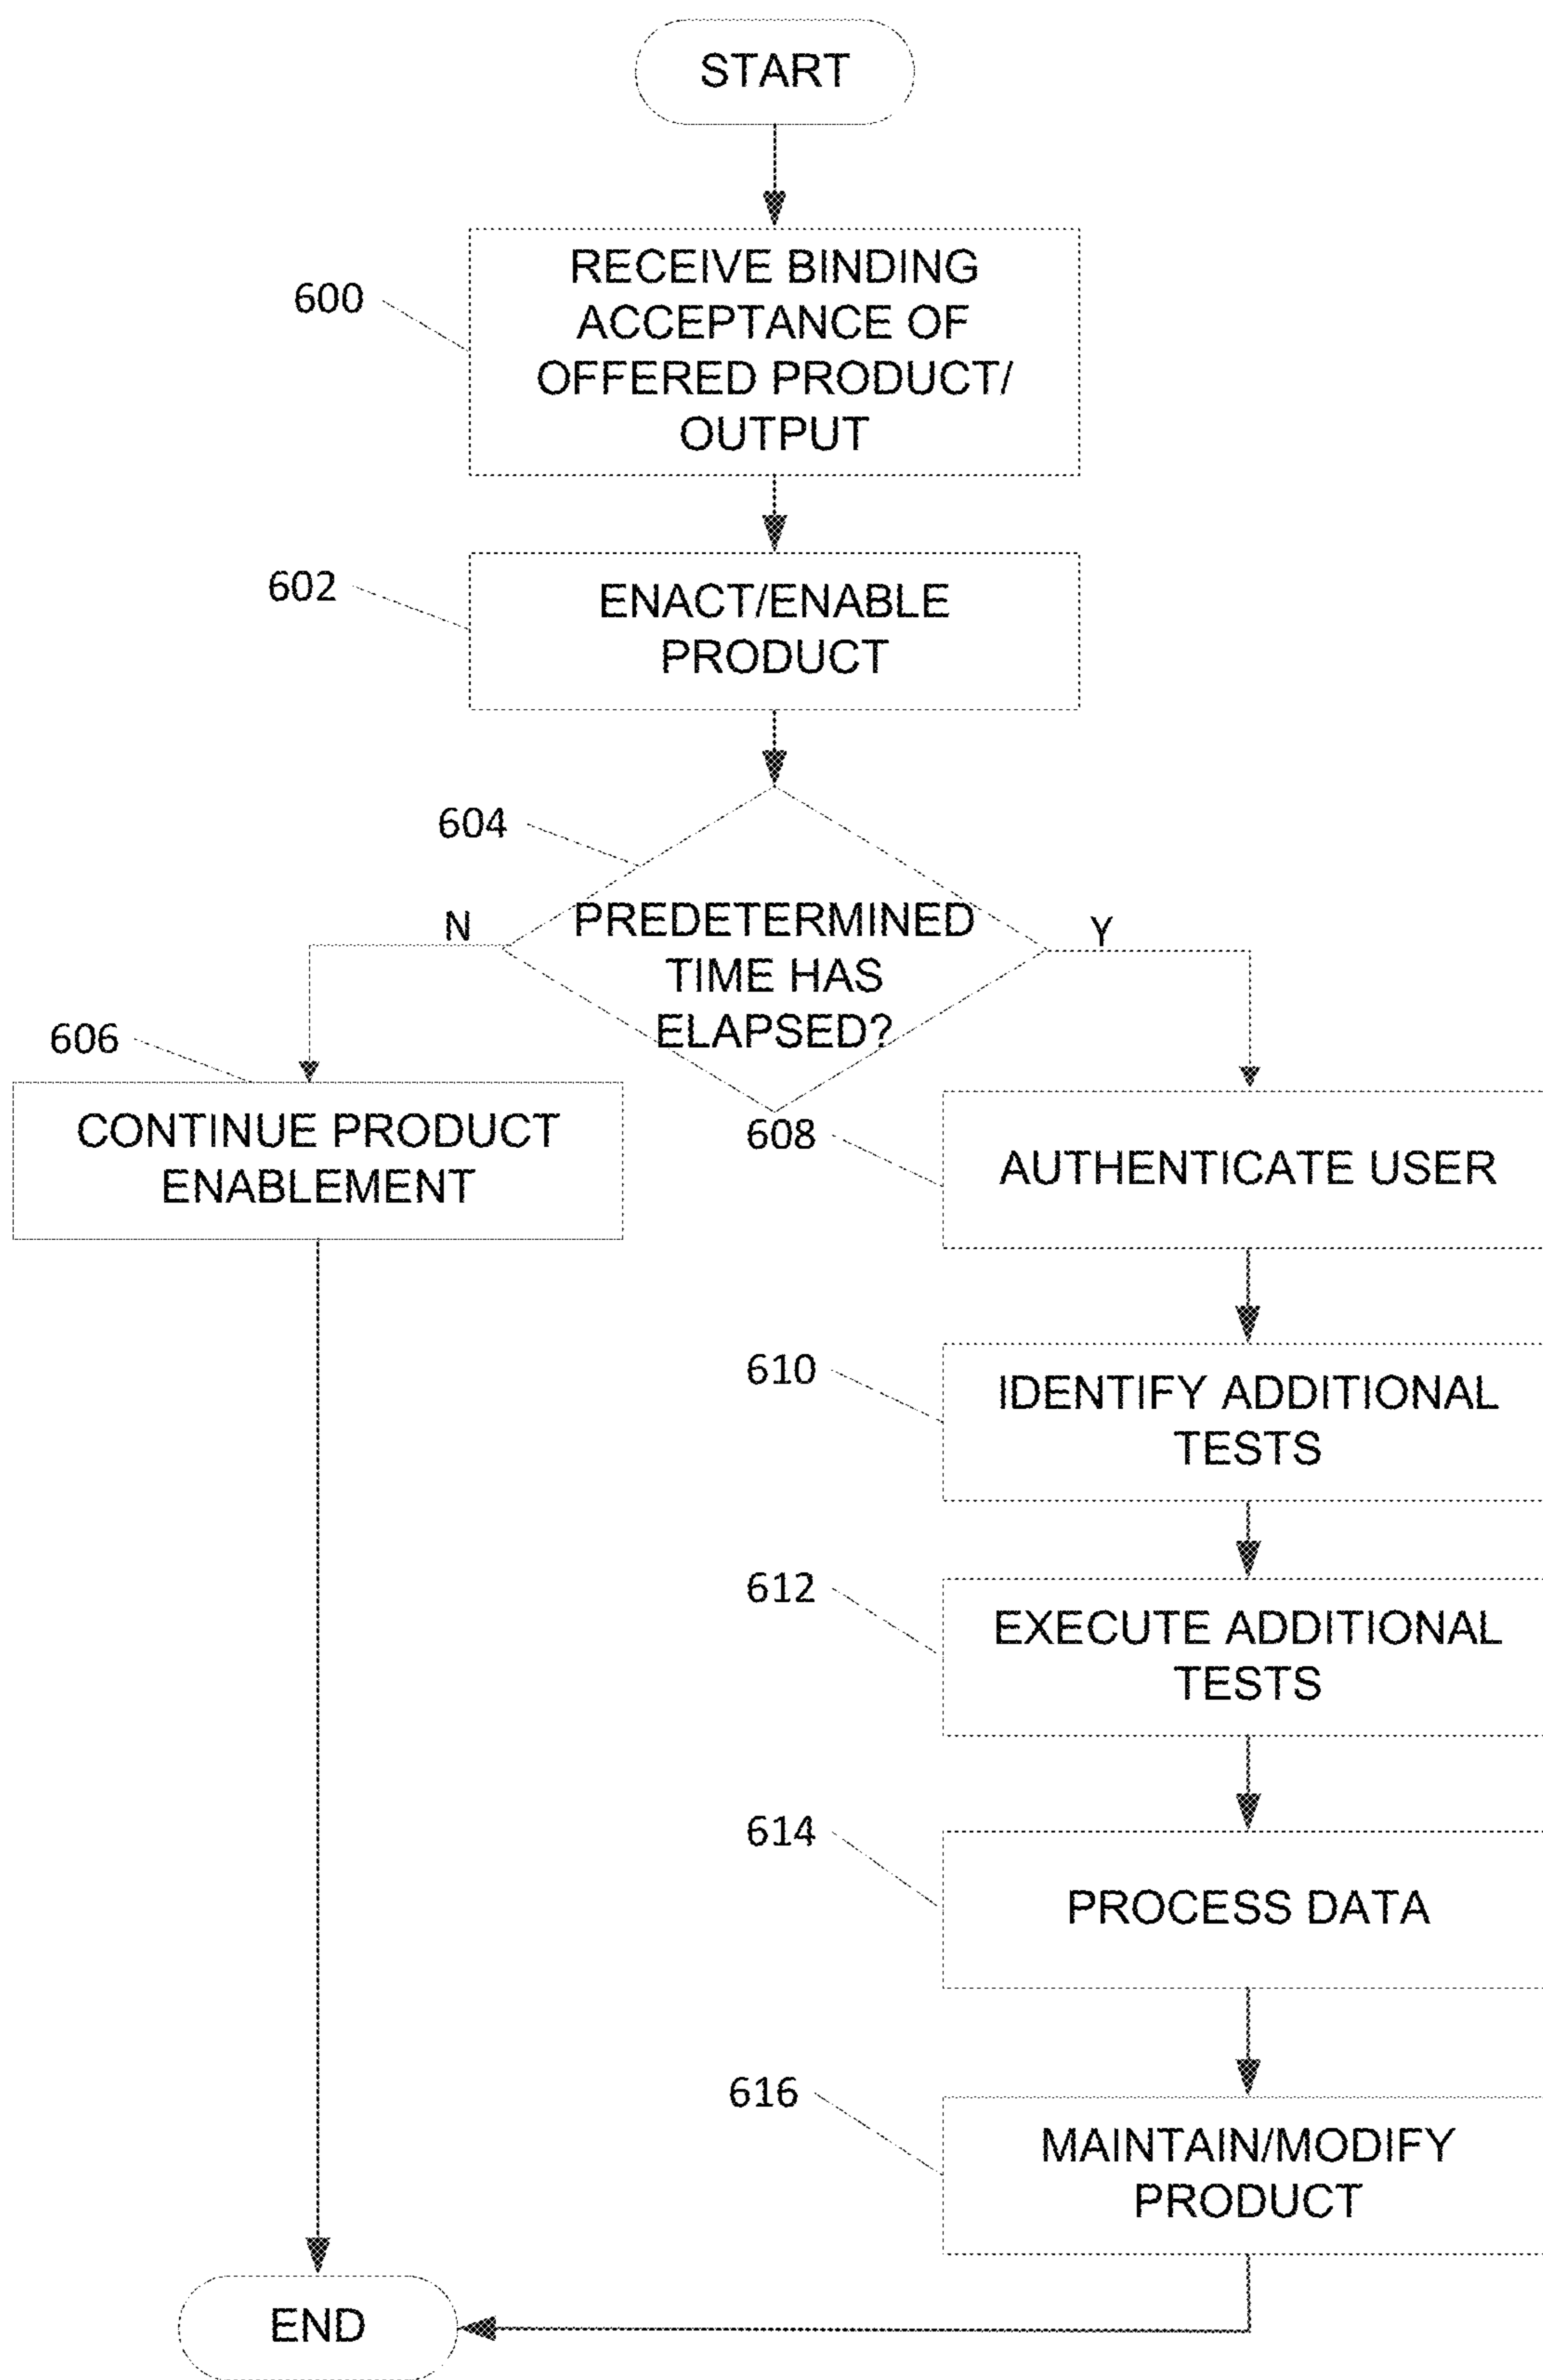 START
600
RECEIVE BINDING
ACCEPTANCE OF
OFFERED PRODUCT/
OUTPUT
602
ENACT/ENABLE
PRODUCT
604
N
PREDETERMINED
TIME HAS
ELAPSED?
Y
606
CONTINUE PRODUCT
ENABLEMENT
608
AUTHENTICATE USER
610
IDENTIFY ADDITIONAL
TESTS
612
EXECUTE ADDITIONAL
TESTS
614
PROCESS DATA
616
MAINTAIN/MODIFY
PRODUCT
END